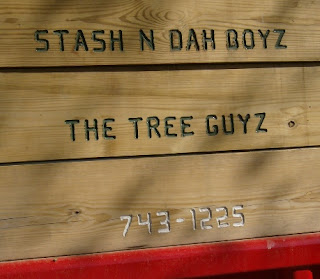 STASH N DAH BOYZ
THE TREE GUYZ
743-1225